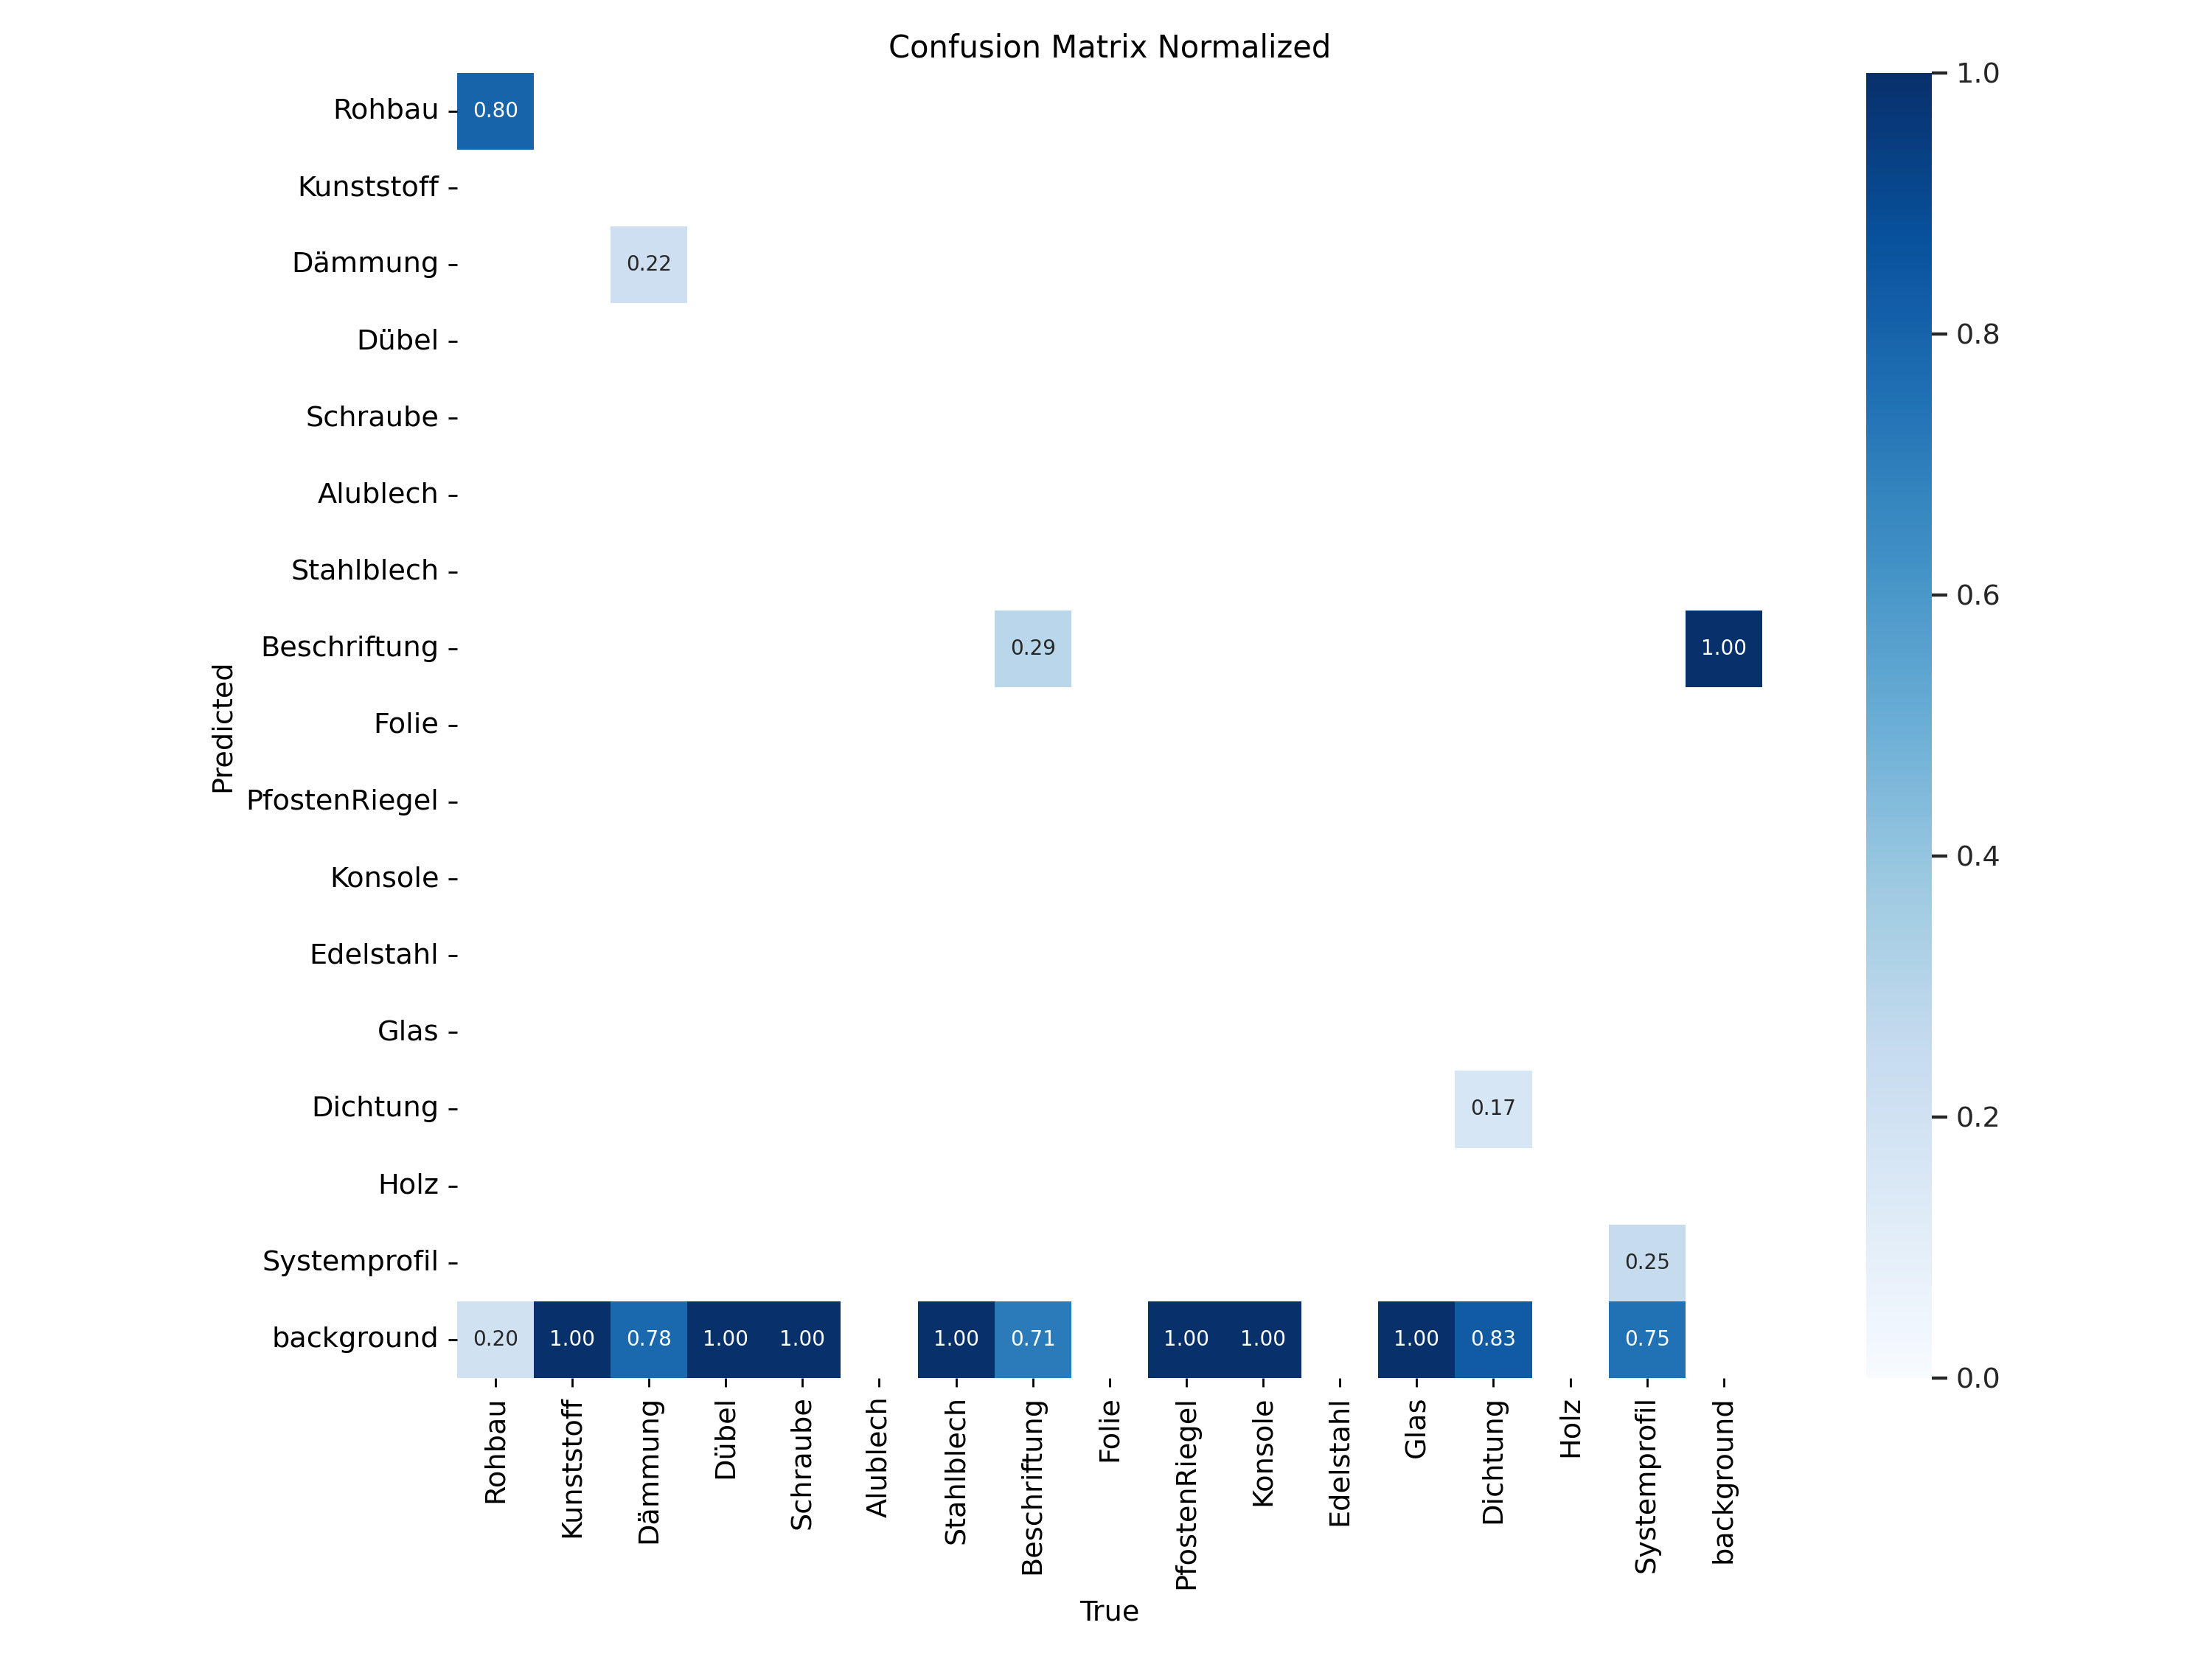 Confusion Matrix Normalized
Rohbau
Kunststoff
Dämmung
Dübel
Schraube
Alublech
Stahlblech
Beschriftung
Folie
PfostenRiegel
Konsole
Edelstahl
Glas
Dichtung
Holz
Systemprofil
background
Predicted
0.80
0.22
0.29 1.00
0.17
0.25
0.20 1.00 0.78 1.00 1.00 1.00 0.71 1.00 1.00 1.00 0.83 0.75
Rohbau
Kunststoff
Dämmung
Dübel
Schraube
Alublech
Stahlblech
Beschriftung
Folie
PfostenRiegel
Konsole
Edelstahl
Glas
Dichtung
Holz
Systemprofil
background
True
1.0
0.8
0.6
0.4
0.2
0.0